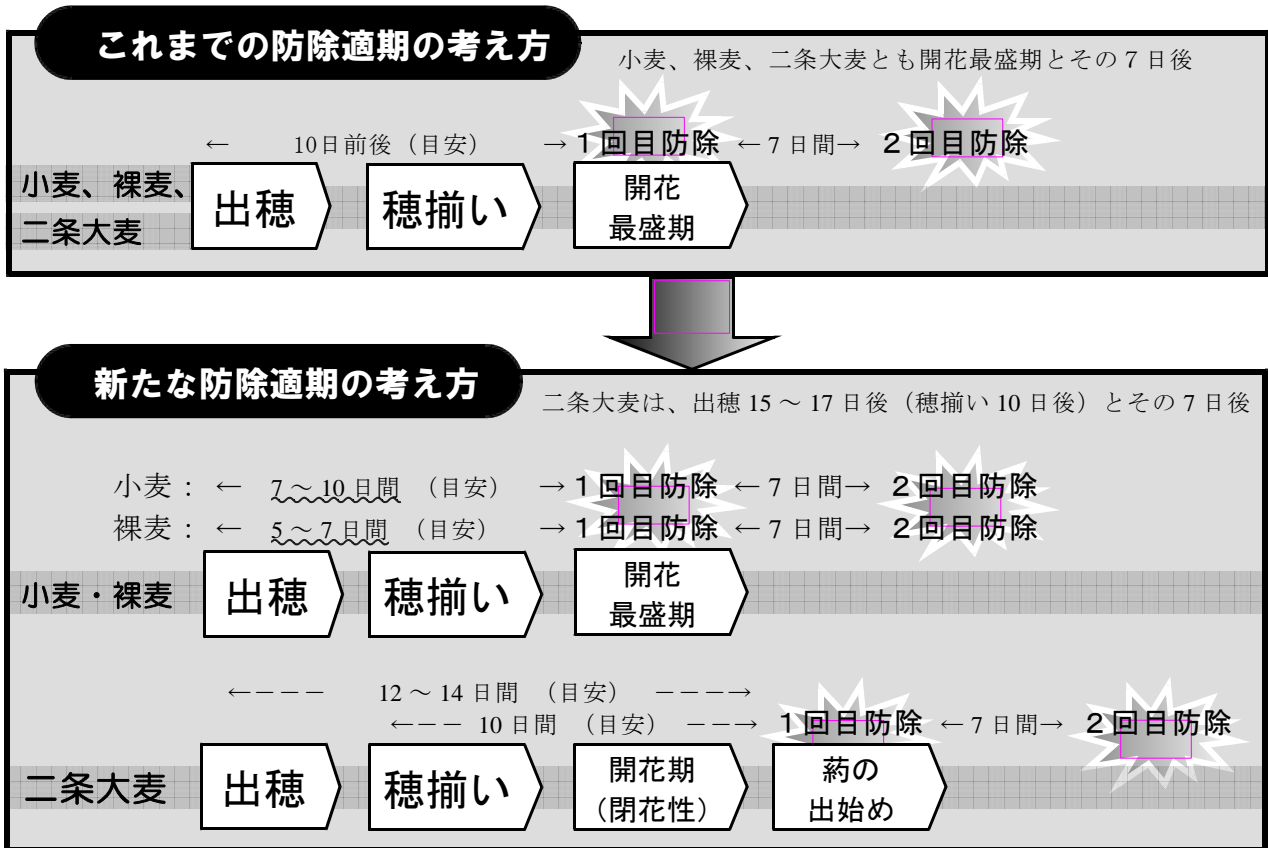 これまでの防除適期の考え方
小麦、裸麦、二条大麦とも開花最盛期とその7日後
← 10日前後（目安） →1回目防除 ←7日間→ 2回目防除
小麦、裸麦、
二条大麦
出穂
穂揃い
開花
最盛期
新たな防除適期の考え方
二条大麦は、出穂15～17日後（穂揃い10日後）とその7日後
小麦： ← 7～10日間 （目安） →1回目防除 ←7日間→ 2回目防除
裸麦： ← 5～7日間 （目安） →1回目防除 ←7日間→ 2回目防除
小麦・裸麦
出穂
穂揃い
開花
最盛期
←－－－ 12～14日間 （目安） －－－→
←－－ 10日間 （目安） －－→ 1回目防除 ←7日間→ 2回目防除
二条大麦
出穂
穂揃い
開花期
（閉花性）
葯の
出始め